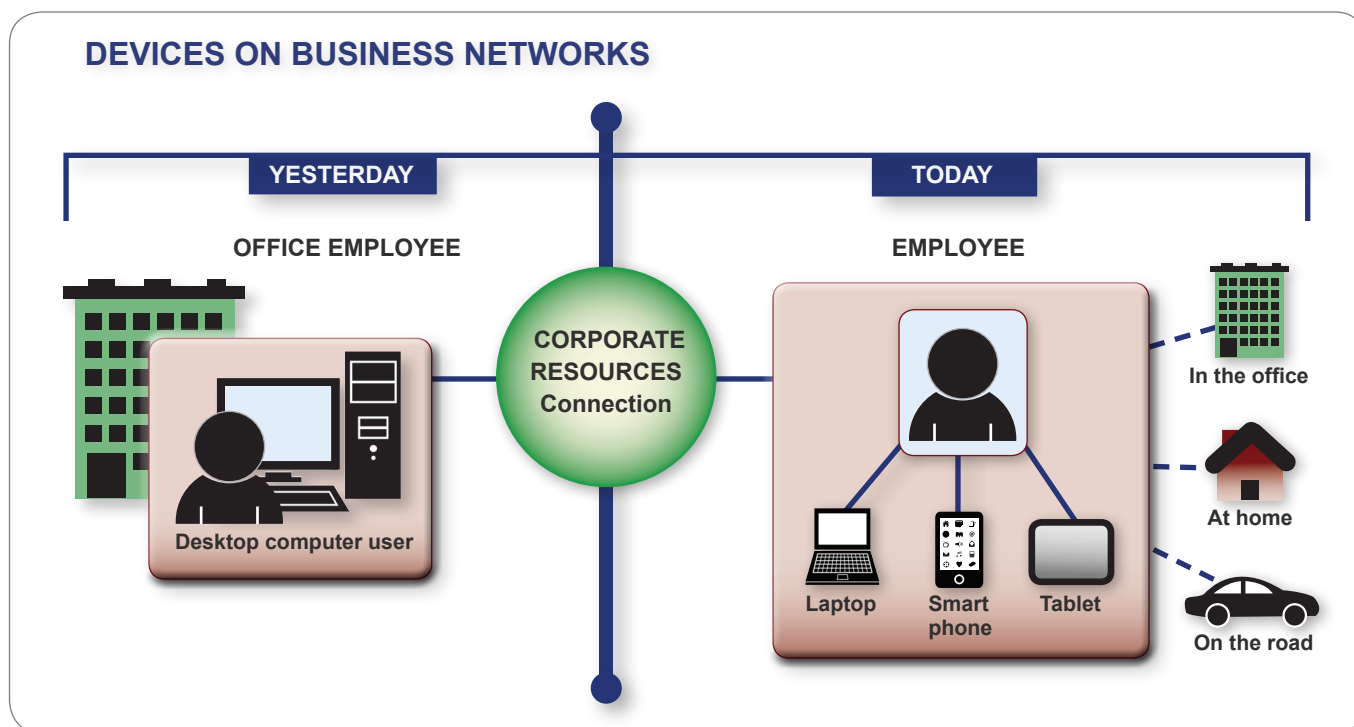 DEVICES ON BUSINESS NETWORKS
YESTERDAY
TODAY
OFFICE EMPLOYEE
EMPLOYEE
CORPORATE
RESOURCES
Connection
Desktop computer user
Laptop
Smart
phone
Tablet
In the office
At home
On the road